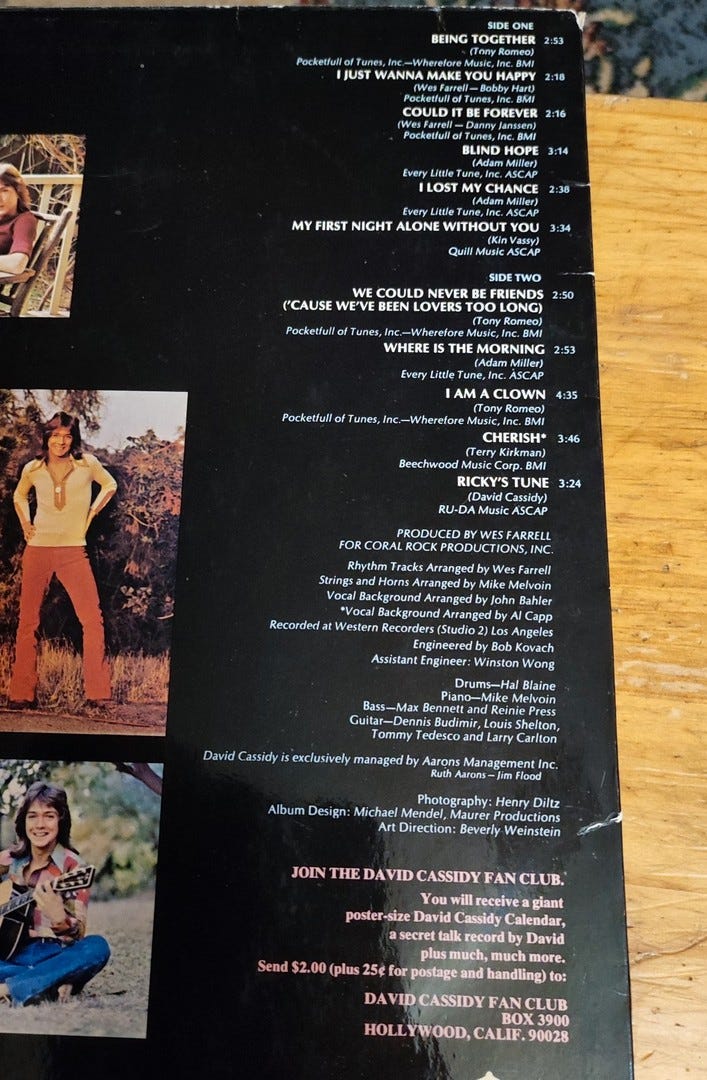 SIDE ONE
BEING TOGETHER 2:53
(Tony Romeo)
Pocketfull of Tunes, Inc.—Wherefore Music, Inc. BMI
I JUST WANNA MAKE YOU HAPPY 2:18
(Wes Farrell — Bobby Hart)
Pocketfull of Tunes, Inc. BMI
COULD IT BE FOREVER 2:16
(Wes Farrell — Danny Janssen)
Pocketfull of Tunes, Inc. BMI
BLIND HOPE 3:14
(Adam Miller)
Every Little Tune, Inc. ASCAP
I LOST MY CHANCE 2:38
(Adam Miller)
Every Little Tune, Inc. ASCAP
MY FIRST NIGHT ALONE WITHOUT YOU 3:34
(Kin Vassy)
Quill Music ASCAP
SIDE TWO
WE COULD NEVER BE FRIENDS 2:50
('CAUSE WE'VE BEEN LOVERS TOO LONG)
(Tony Romeo)
Pocketfull of Tunes, Inc.—Wherefore Music, Inc. BMI
WHERE IS THE MORNING 2:53
(Adam Miller)
Every Little Tune, Inc. ASCAP
I AM A CLOWN 4:35
(Tony Romeo)
Pocketfull of Tunes, Inc.—Wherefore Music, Inc. BMI
CHERISH* 3:46
(Terry Kirkman)
Beechwood Music Corp. BMI
RICKY'S TUNE 3:24
(David Cassidy)
RU-DA Music ASCAP
PRODUCED BY WES FARRELL
FOR CORAL ROCK PRODUCTIONS, INC.
Rhythm Tracks Arranged by Wes Farrell
Strings and Horns Arranged by Mike Melvoin
Vocal Background Arranged by John Bahler
*Vocal Background Arranged by Al Capp
Recorded at Western Recorders (Studio 2) Los Angeles
Engineered by Bob Kovach
Assistant Engineer: Winston Wong
Drums—Hal Blaine
Piano—Mike Melvoin
Bass—Max Bennett and Reinie Press
Guitar—Dennis Budimir, Louis Shelton,
Tommy Tedesco and Larry Carlton
David Cassidy is exclusively managed by Aarons Management Inc.
Ruth Aarons — Jim Flood
Photography: Henry Diltz
Album Design: Michael Mendel, Maurer Productions
Art Direction: Beverly Weinstein
JOIN THE DAVID CASSIDY FAN CLUB.
You will receive a giant
poster-size David Cassidy Calendar,
a secret talk record by David
plus much, much more.
Send $2.00 (plus 25¢ for postage and handling) to:
DAVID CASSIDY FAN CLUB
BOX 3900
HOLLYWOOD, CALIF. 90028